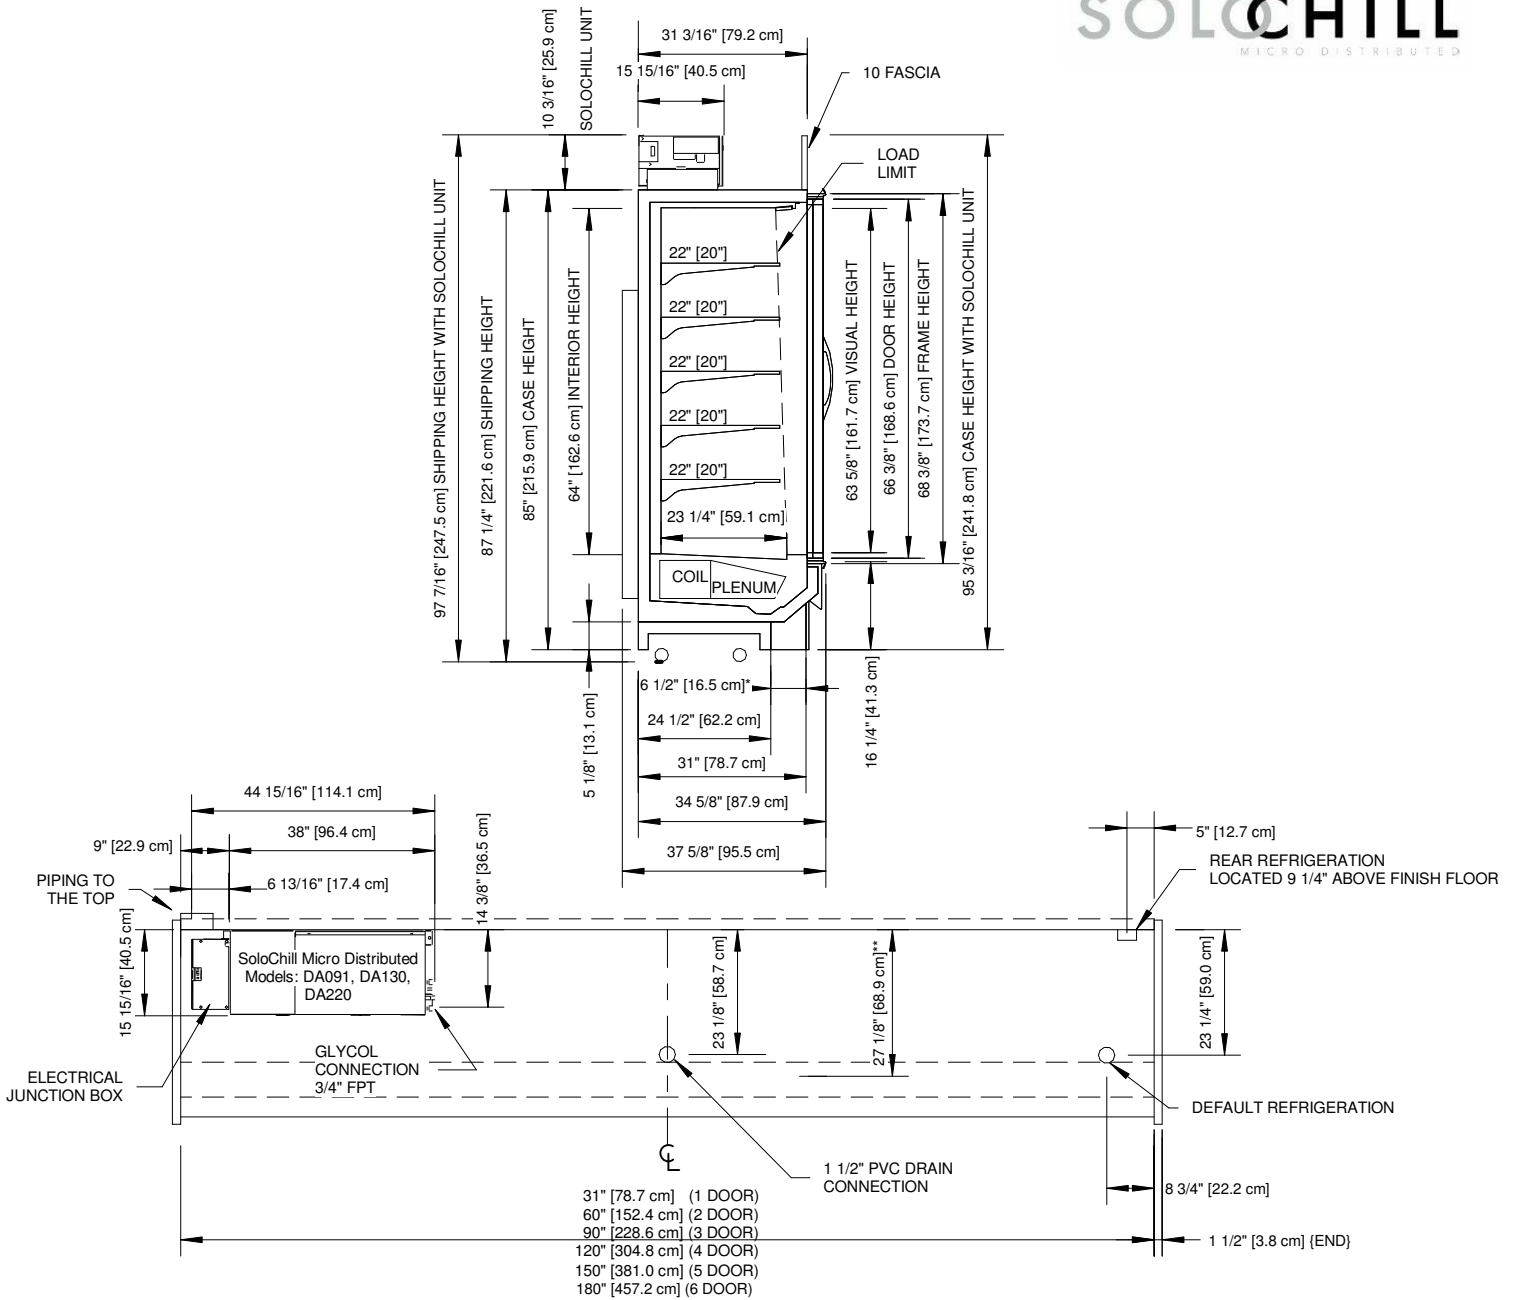 SOLOCHILL
MICRO DISTRIBUTED
31 3/16" [79.2 cm]
15 15/16" [40.5 cm]
10 3/16" [25.9 cm]
SOLOCHILL UNIT
10 FASCIA
LOAD
LIMIT
97 7/16" [247.5 cm] SHIPPING HEIGHT WITH SOLOCHILL UNIT
87 1/4" [221.6 cm] SHIPPING HEIGHT
85" [215.9 cm] CASE HEIGHT
64" [162.6 cm] INTERIOR HEIGHT
22" [20"]
22" [20"]
22" [20"]
22" [20"]
22" [20"]
23 1/4" [59.1 cm]
COIL
PLENUM
63 5/8" [161.7 cm] VISUAL HEIGHT
66 3/8" [168.6 cm] DOOR HEIGHT
68 3/8" [173.7 cm] FRAME HEIGHT
95 3/16" [241.8 cm] CASE HEIGHT WITH SOLOCHILL UNIT
5 1/8" [13.1 cm]
6 1/2" [16.5 cm]*
16 1/4" [41.3 cm]
24 1/2" [62.2 cm]
31" [78.7 cm]
34 5/8" [87.9 cm]
37 5/8" [95.5 cm]
44 15/16" [114.1 cm]
38" [96.4 cm]
9" [22.9 cm]
6 13/16" [17.4 cm]
14 3/8" [36.5 cm]
5" [12.7 cm]
REAR REFRIGERATION
LOCATED 9 1/4" ABOVE FINISH FLOOR
PIPING TO
THE TOP
15 15/16" [40.5 cm]
SoloChill Micro Distributed
Models: DA091, DA130,
DA220
23 1/8" [58.7 cm]
27 1/8" [68.9 cm]**
23 1/4" [59.0 cm]
GLYCOL
CONNECTION
3/4" FPT
ELECTRICAL
JUNCTION BOX
DEFAULT REFRIGERATION
CL
1 1/2" PVC DRAIN
CONNECTION
8 3/4" [22.2 cm]
31" [78.7 cm] (1 DOOR)
60" [152.4 cm] (2 DOOR)
90" [228.6 cm] (3 DOOR)
120" [304.8 cm] (4 DOOR)
150" [381.0 cm] (5 DOOR)
180" [457.2 cm] (6 DOOR)
1 1/2" [3.8 cm] {END}